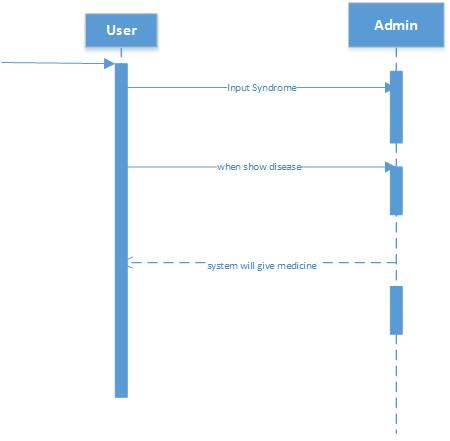 User
Admin
Input Syndrome
when show disease
system will give medicine